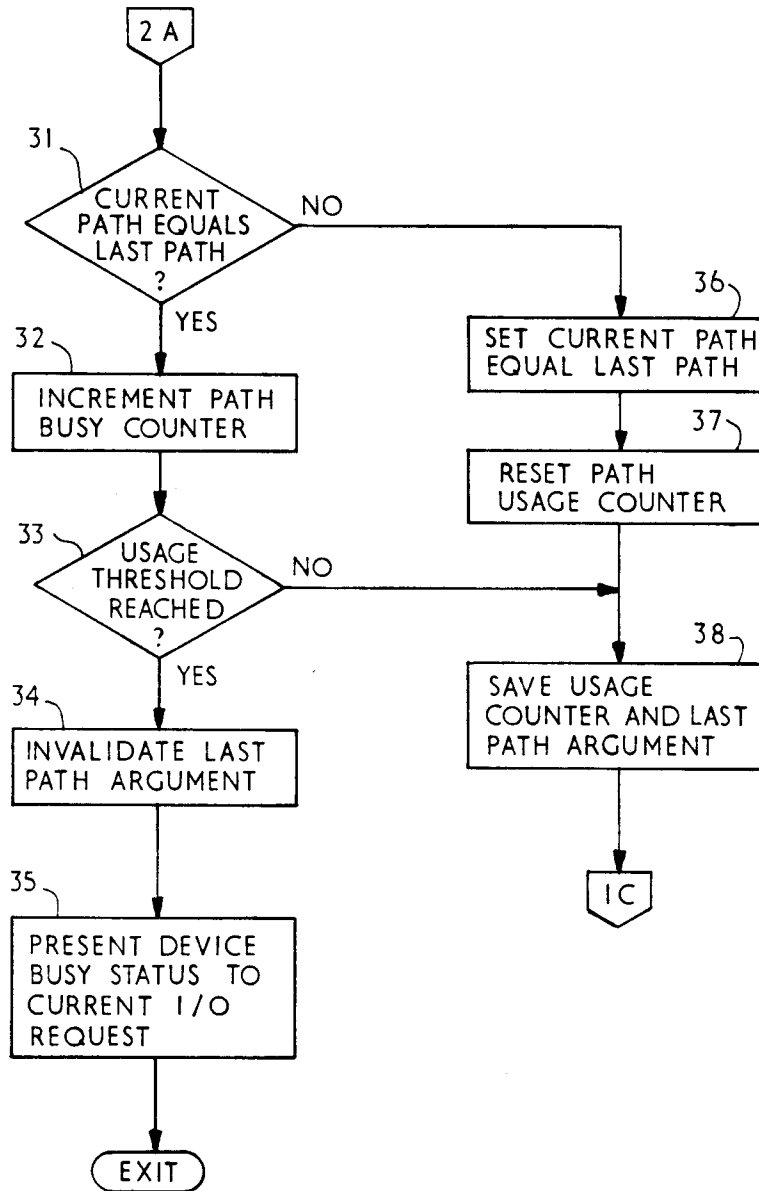 2 A
31
CURRENT
PATH EQUALS
LAST PATH
?
NO
YES
32
INCREMENT PATH
BUSY COUNTER
33
USAGE
THRESHOLD
REACHED
?
NO
YES
34
INVALIDATE LAST
PATH ARGUMENT
35
PRESENT DEVICE
BUSY STATUS TO
CURRENT I/O
REQUEST
EXIT
36
SET CURRENT PATH
EQUAL LAST PATH
37
RESET PATH
USAGE COUNTER
38
SAVE USAGE
COUNTER AND LAST
PATH ARGUMENT
1C